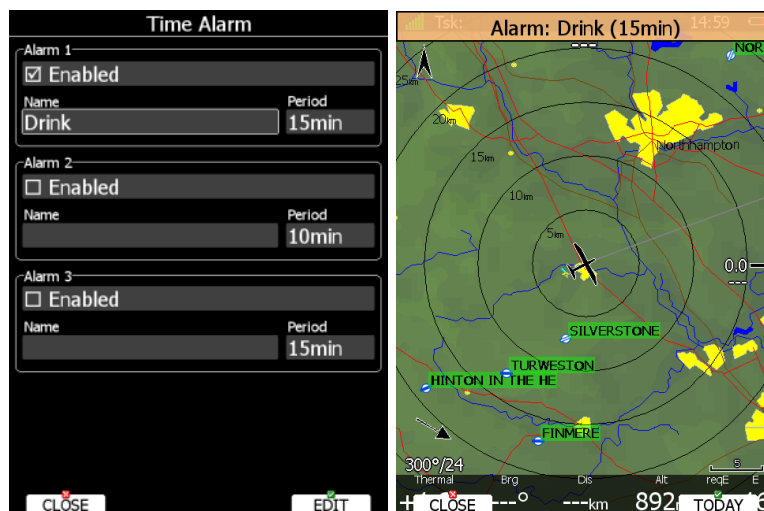 Time Alarm
Alarm 1
Enabled
Name Period
Drink 15min
Alarm 2
Enabled
Name Period
10min
Alarm 3
Enabled
Name Period
15min
CLOSE EDIT
Tsk: 14:59
Alarm: Drink (15min)
---
NOR
25km
20km
Northhampton
15km
10km
5km
0.0
---
SILVERSTONE
TURWESTON
HINTON IN THE HE
FINMERE
300°/24
5
Thermal Brg Dis Alt reqE E
---° ---km 892
CLOSE TODAY